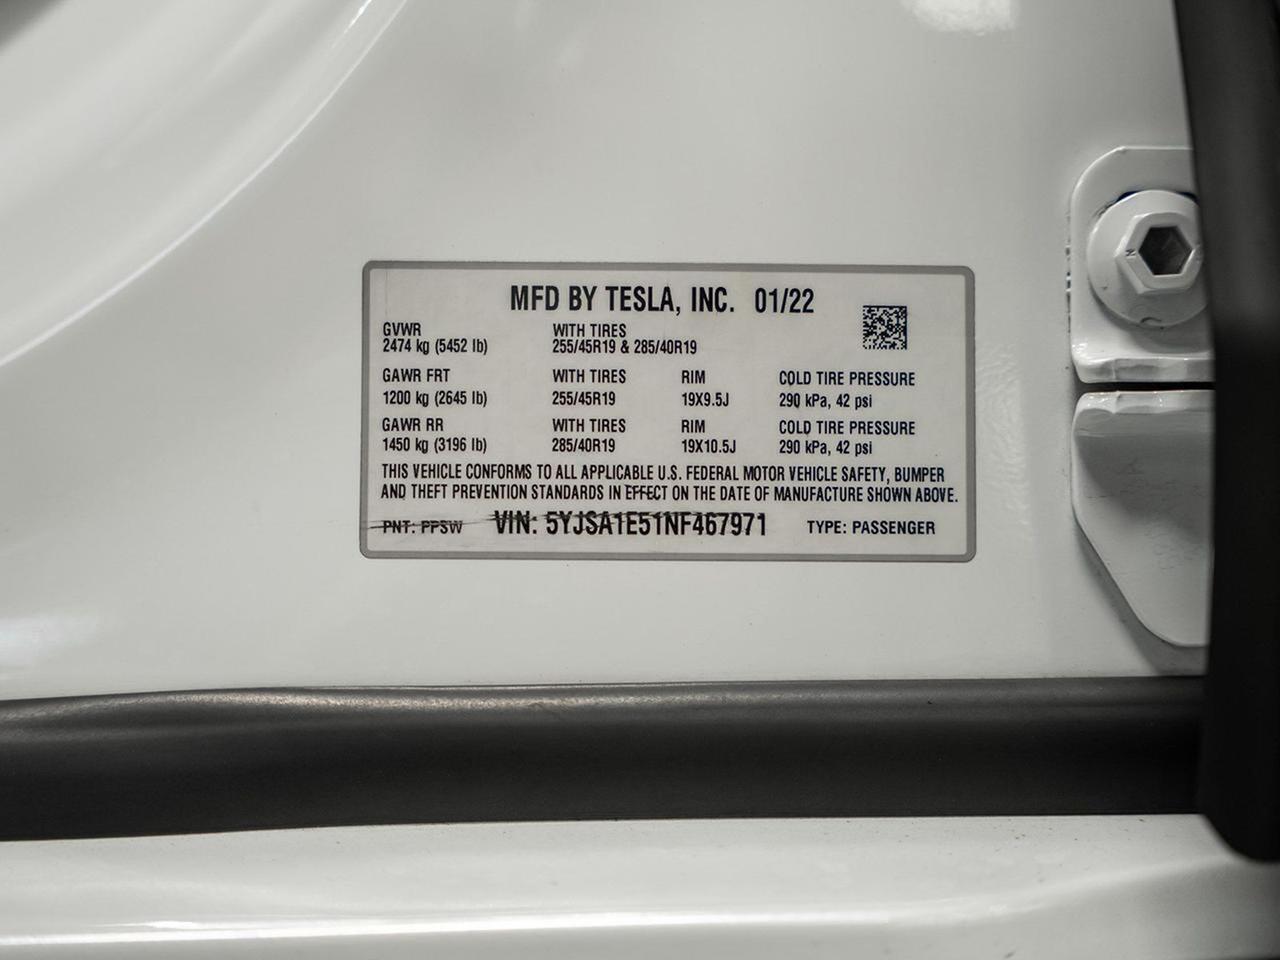 MFD BY TESLA, INC. 01/22
GVWR WITH TIRES
2474 kg (5452 lb) 255/45R19 & 285/40R19
GAWR FRT WITH TIRES RIM COLD TIRE PRESSURE
1200 kg (2645 lb) 255/45R19 19X9.5J 290 kPa, 42 psi
GAWR RR WITH TIRES RIM COLD TIRE PRESSURE
1450 kg (3196 lb) 285/40R19 19X10.5J 290 kPa, 42 psi
THIS VEHICLE CONFORMS TO ALL APPLICABLE U.S. FEDERAL MOTOR VEHICLE SAFETY, BUMPER
AND THEFT PREVENTION STANDARDS IN EFFECT ON THE DATE OF MANUFACTURE SHOWN ABOVE.
PNT: PPSW VIN: 5YJSA1E51NF467971 TYPE: PASSENGER